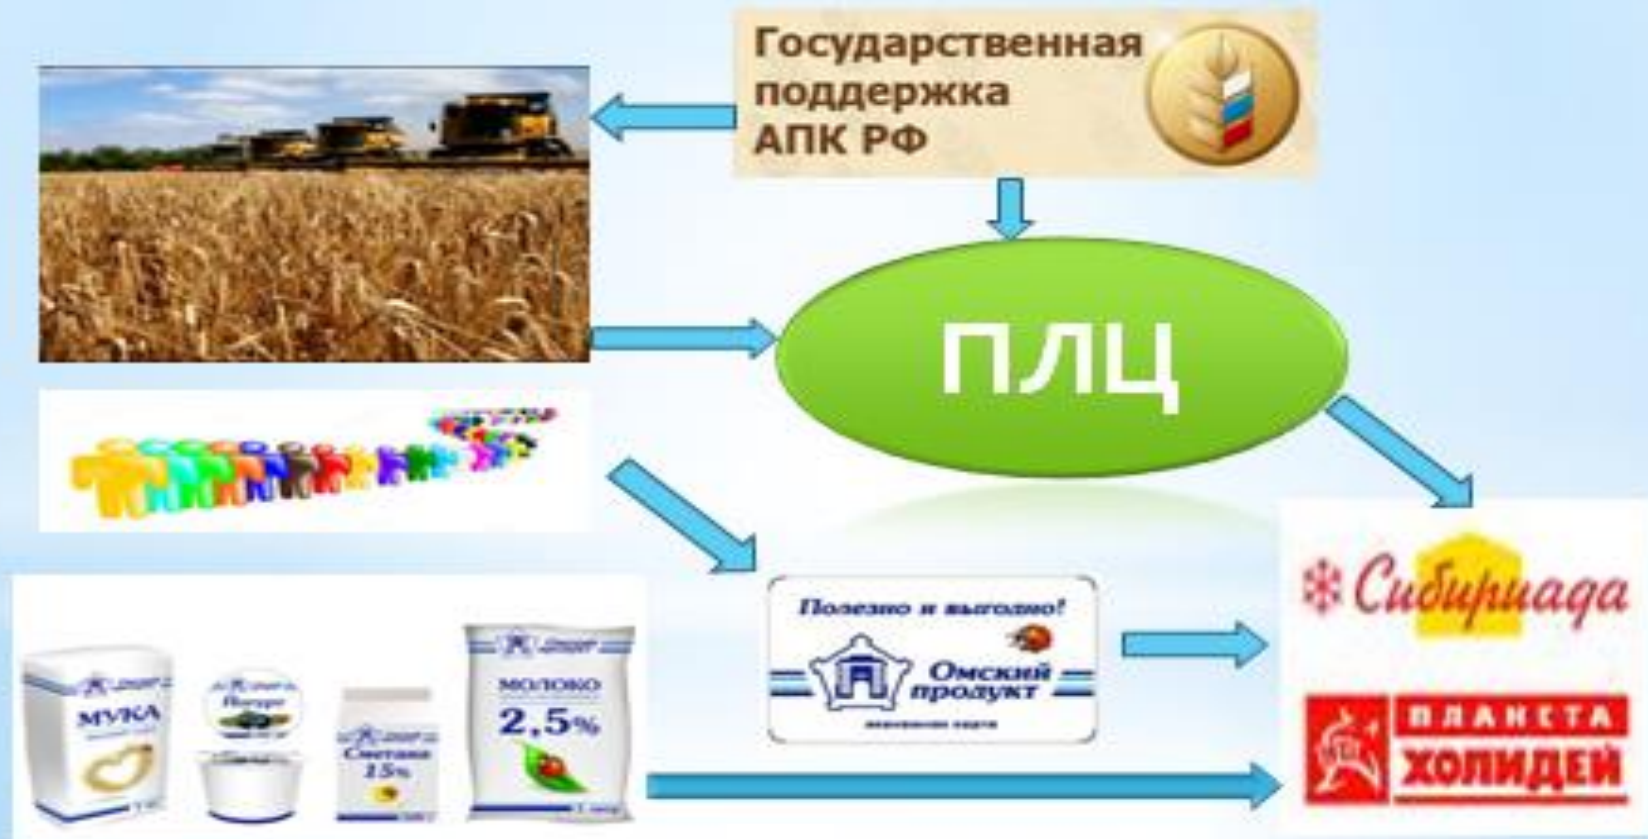 Государственная
поддержка
АПК РФ
ПЛЦ
Полезно и выгодно!
Омский
продукт
Сибириада
ПЛАНЕТА
ХОЛИДЕЙ
МУКА
Йогурт
Сметана
15%
МОЛОКО
2,5%